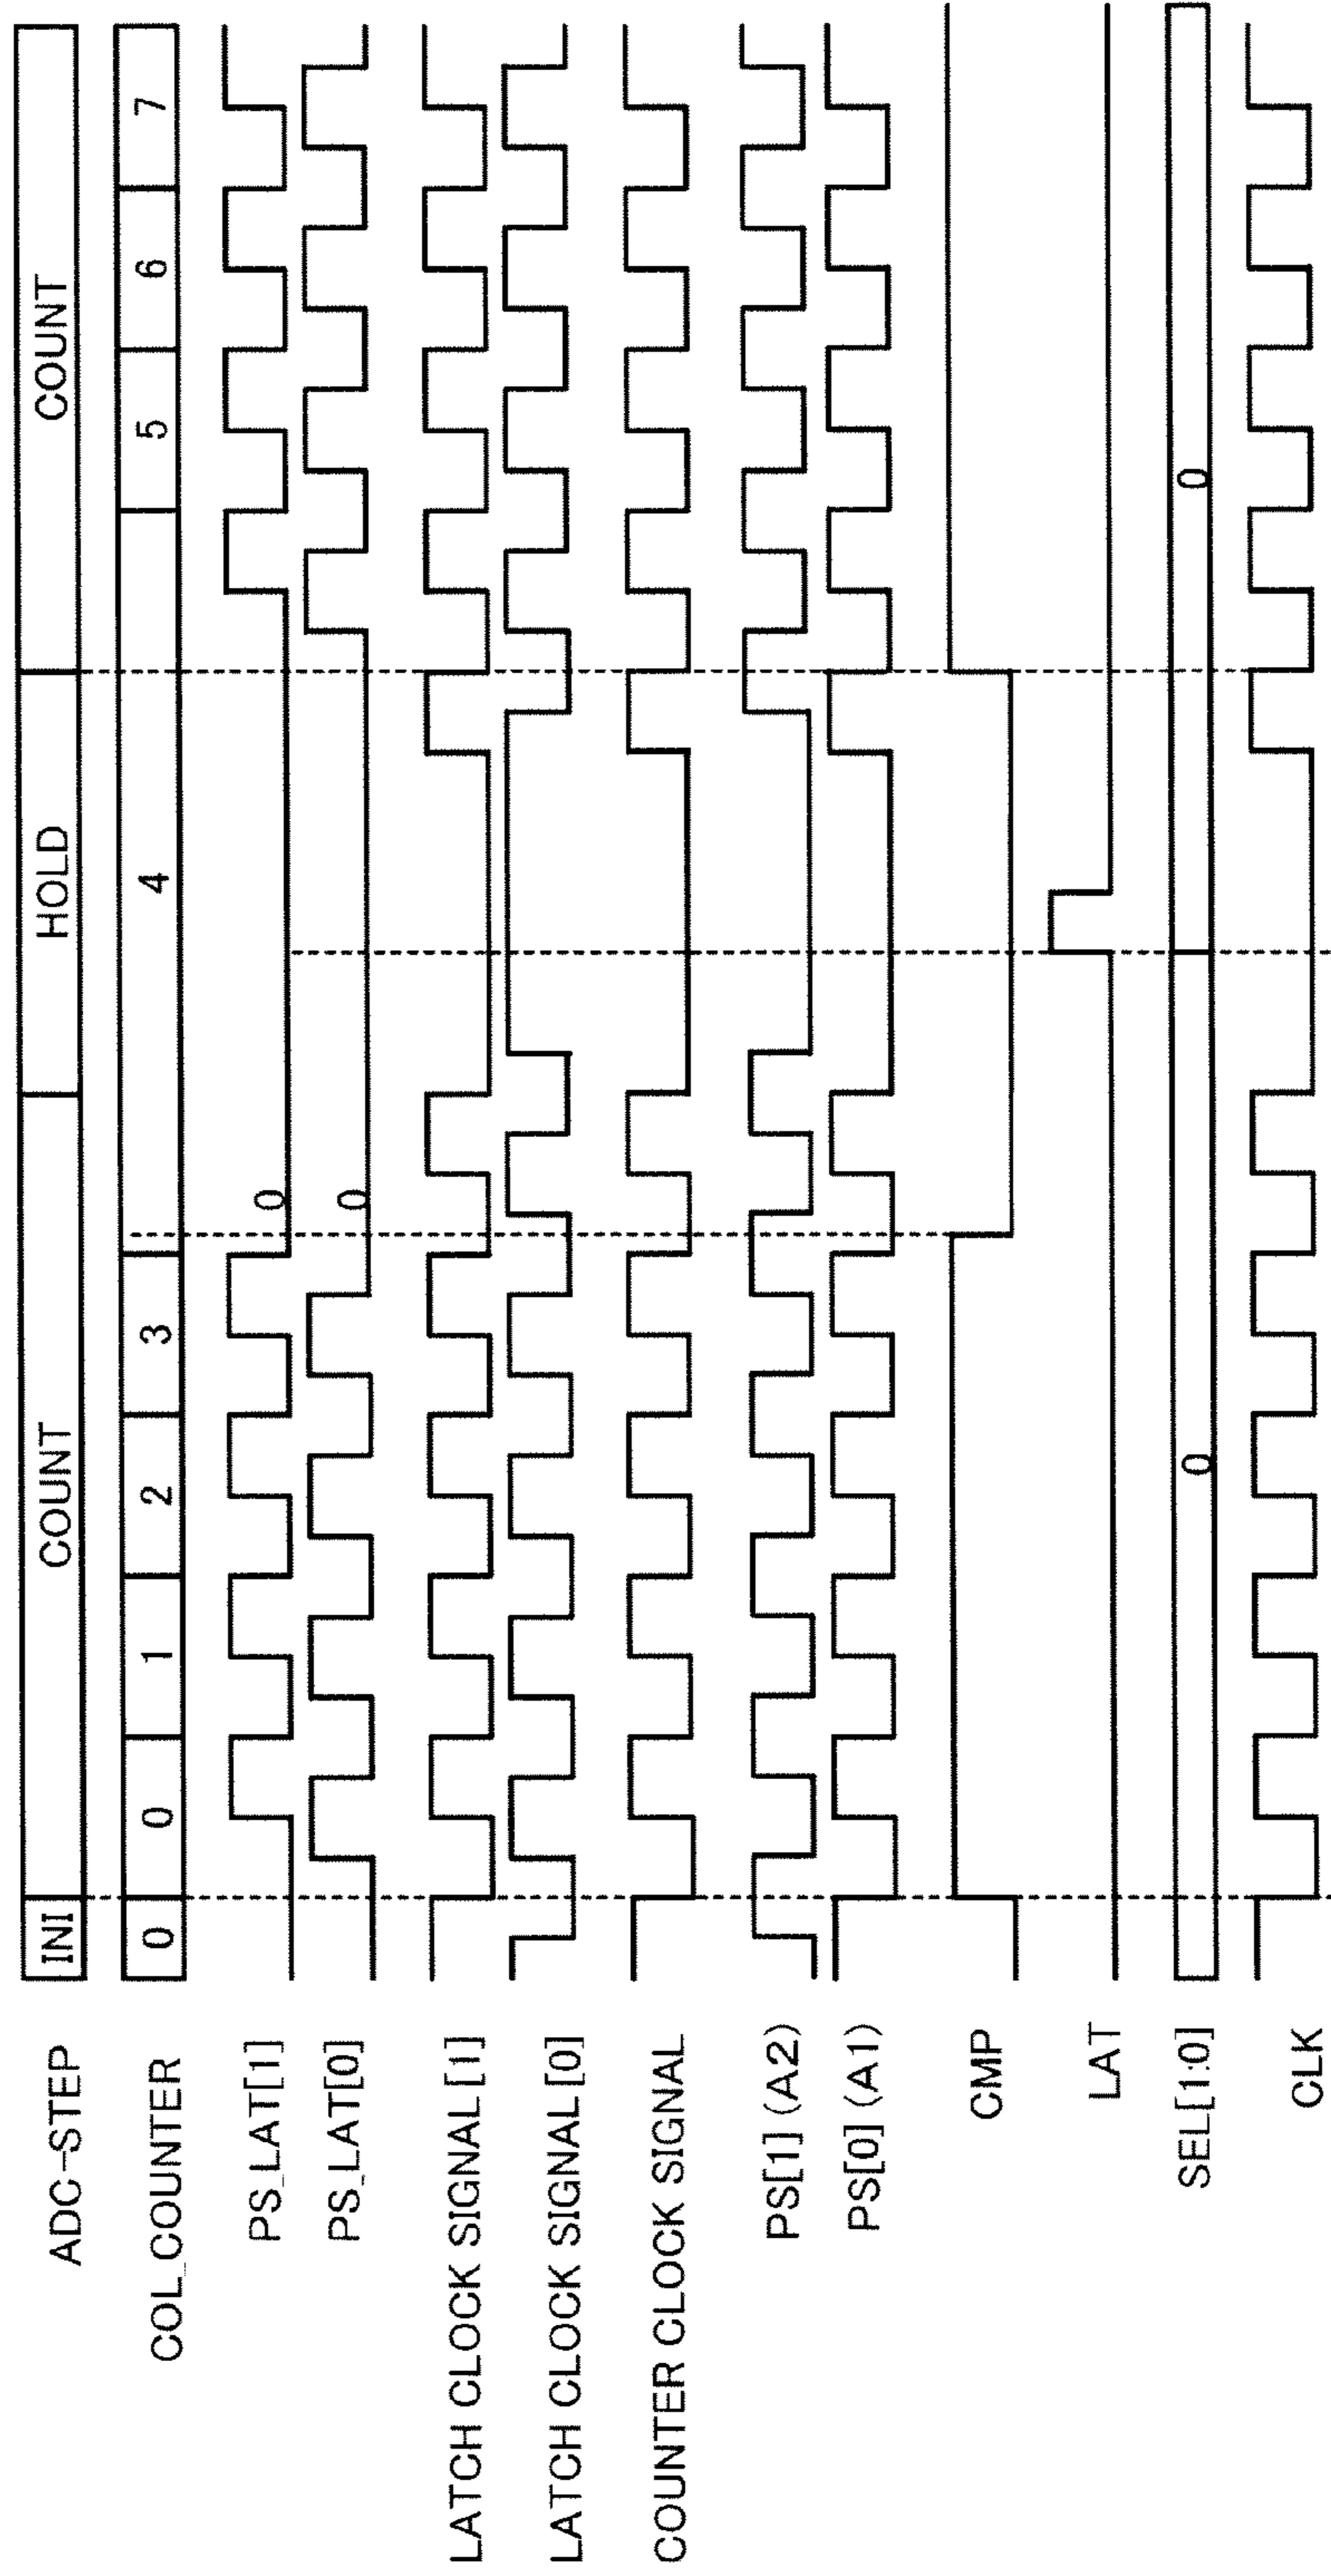 ADC-STEP INI COUNT HOLD COUNT
COL_COUNTER 0 0 1 2 3 4 5 6 7
PS_LAT[1] 0
PS_LAT[0] 0
LATCH CLOCK SIGNAL[1]
LATCH CLOCK SIGNAL[0]
COUNTER CLOCK SIGNAL
PS[1] (A2)
PS[0] (A1)
CMP
LAT
SEL[1:0] 0 0
CLK